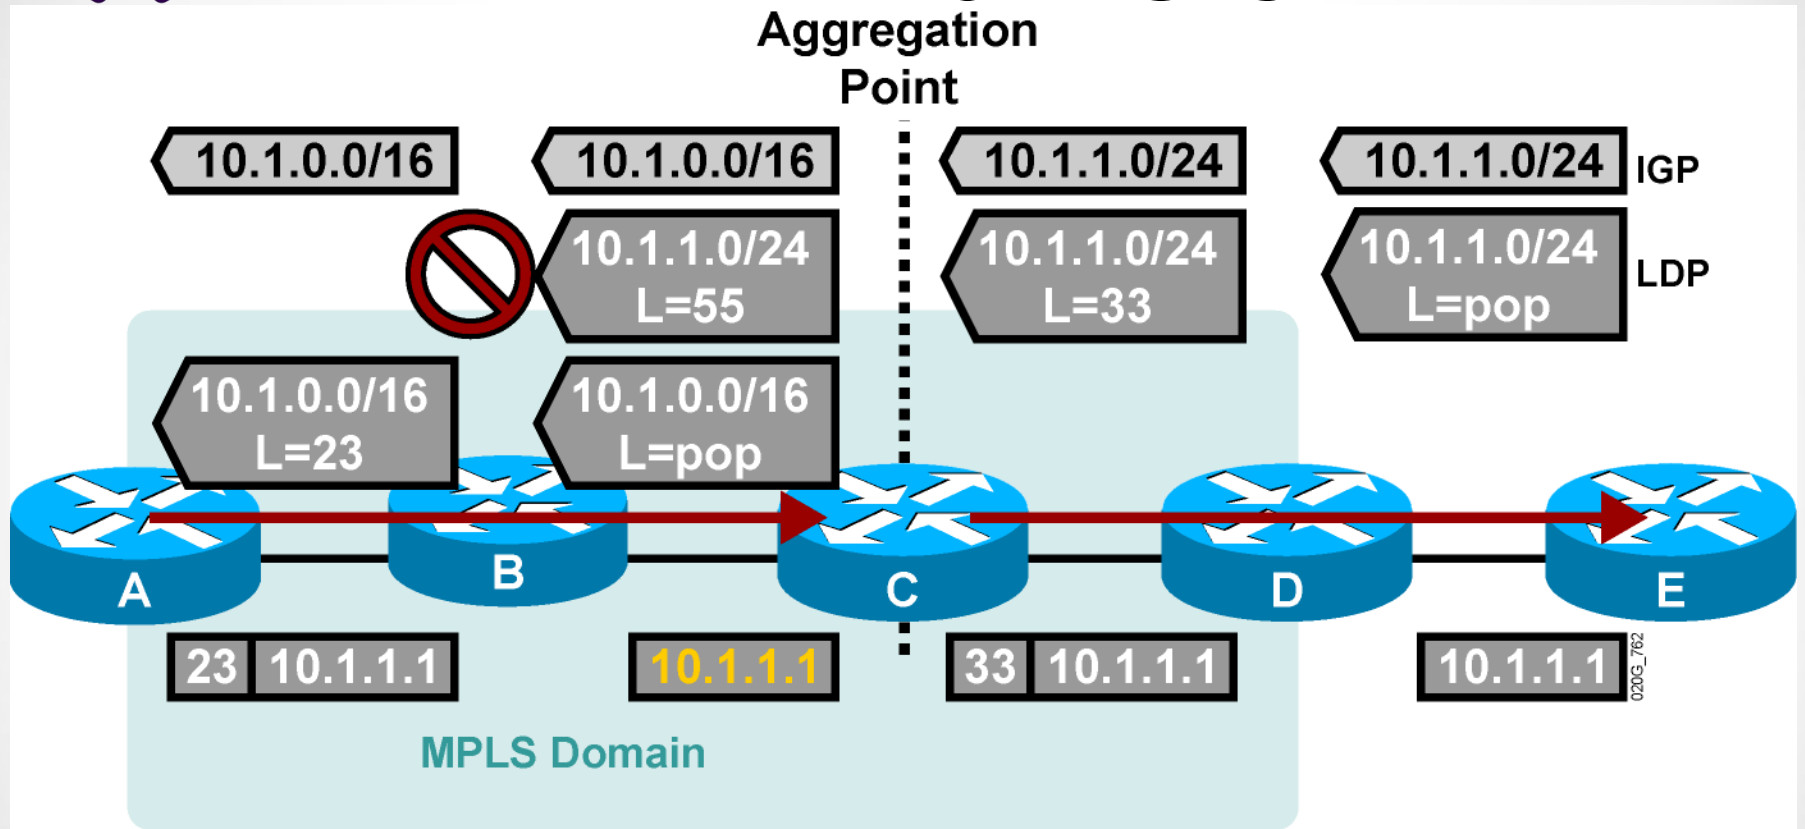 Aggregation
Point
10.1.0.0/16
10.1.0.0/16
10.1.1.0/24
10.1.1.0/24
IGP
10.1.1.0/24
L=55
10.1.1.0/24
L=33
10.1.1.0/24
L=pop
LDP
10.1.0.0/16
L=23
10.1.0.0/16
L=pop
A
B
C
D
E
23 10.1.1.1
10.1.1.1
33 10.1.1.1
10.1.1.1
020G_762
MPLS Domain